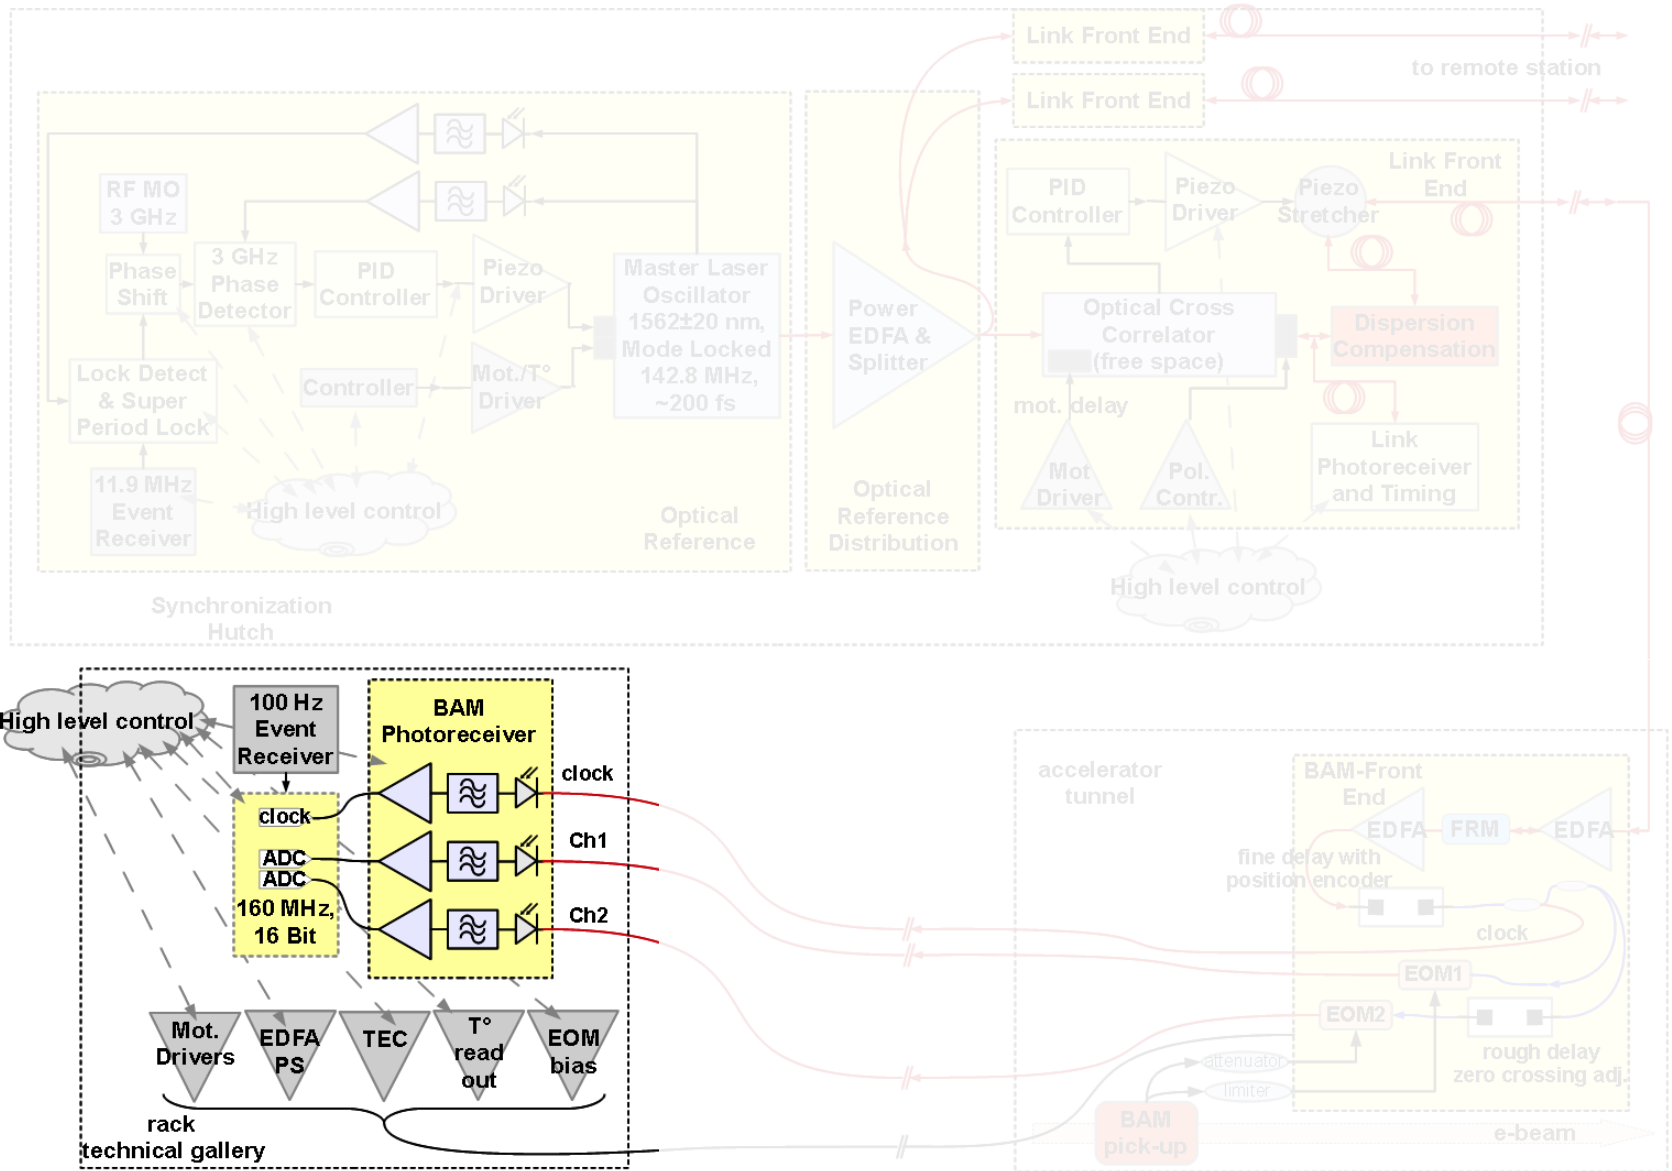 Link Front End
to remote station
Link Front End
RF MO
3 GHz
Phase
Shift
3 GHz
Phase
Detector
PID
Controller
Piezo
Driver
Master Laser
Oscillator
1562±20 nm,
Mode Locked
142.8 MHz,
~200 fs
Lock Detect
& Super
Period Lock
Controller
Mot./T°
Driver
11.9 MHz
Event
Receiver
High level control
Optical
Reference
Power
EDFA &
Splitter
Optical
Reference
Distribution
PID
Controller
Piezo
Driver
Piezo
Stretcher
Link Front
End
Optical Cross
Correlator
(free space)
Dispersion
Compensation
mot. delay
Mot
Driver
Pol.
Contr.
Link
Photoreceiver
and Timing
High level control
Synchronization
Hutch
High level control
100 Hz
Event
Receiver
BAM
Photoreceiver
clock
clock
Ch1
ADC
ADC
160 MHz,
16 Bit
Ch2
Mot.
Drivers
EDFA
PS
TEC
T°
read
out
EOM
bias
rack
technical gallery
accelerator
tunnel
BAM-Front
End
EDFA
FRM
EDFA
fine delay with
position encoder
clock
EOM1
EOM2
rough delay
zero crossing adj.
attenuator
limiter
BAM
pick-up
e-beam